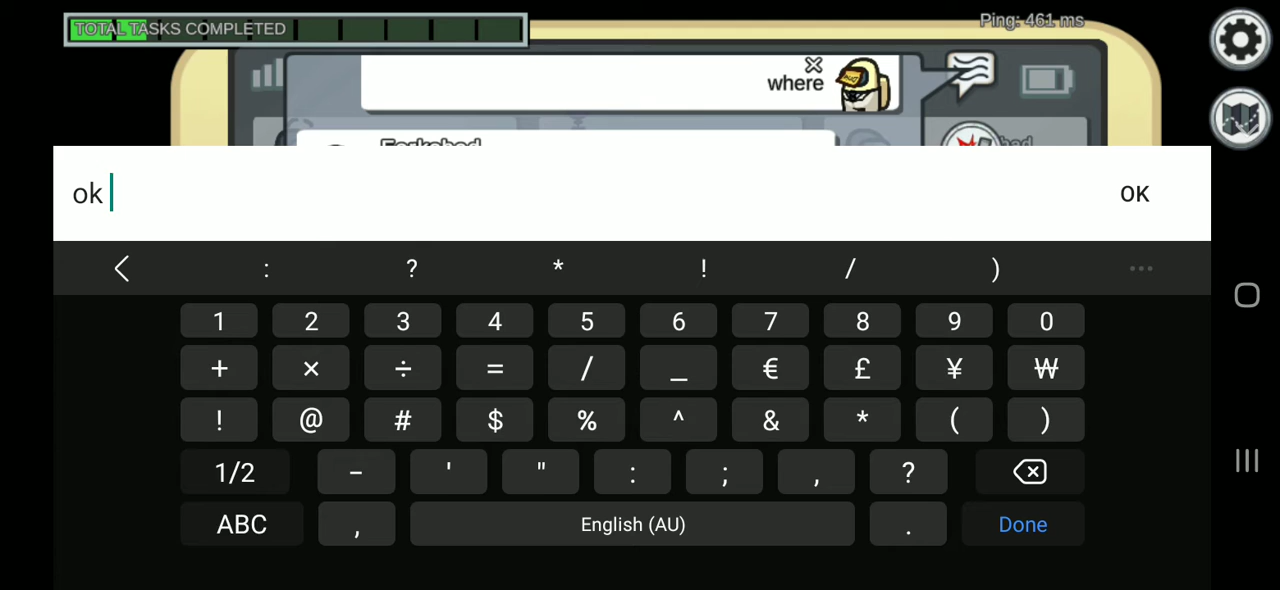 TOTAL TASKS COMPLETED
Ping: 461 ms
×
where
ok
OK
: ? * ! / ) ...
1 2 3 4 5 6 7 8 9 0
+ × ÷ = / _ € £ ¥ ₩
! @ # $ % ^ & * ( )
1/2 - ' " : ; , ?
ABC , English (AU) . Done